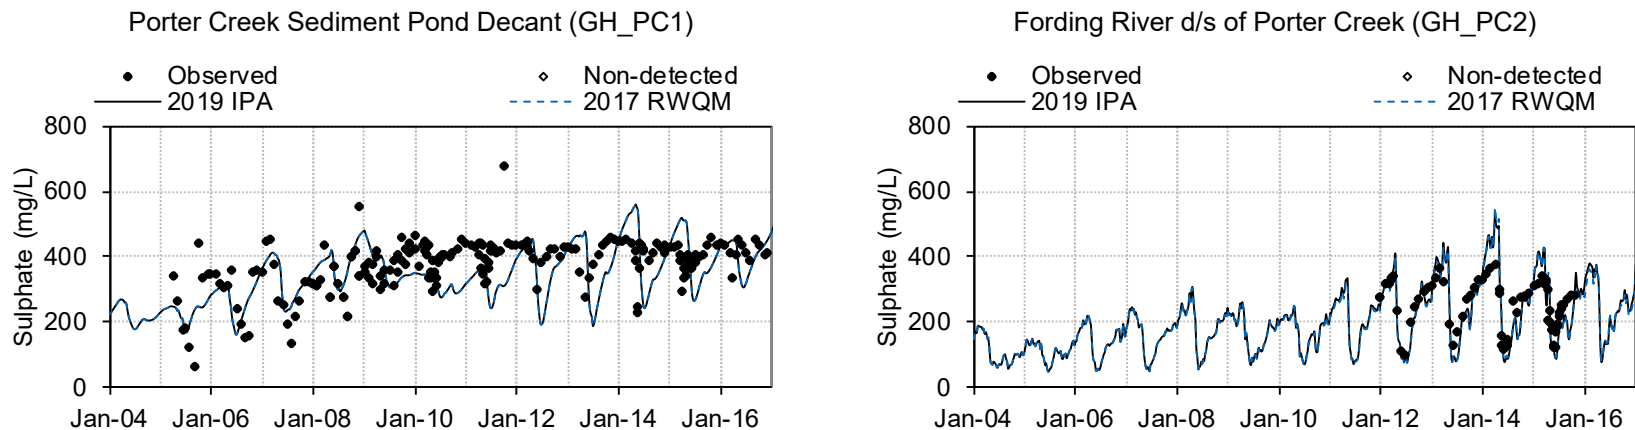 Porter Creek Sediment Pond Decant (GH_PC1)
Observed
Non-detected
2019 IPA
2017 RWQM
Sulphate (mg/L)
800
600
400
200
0
Jan-04 Jan-06 Jan-08 Jan-10 Jan-12 Jan-14 Jan-16
Fording River d/s of Porter Creek (GH_PC2)
Observed
Non-detected
2019 IPA
2017 RWQM
Sulphate (mg/L)
800
600
400
200
0
Jan-04 Jan-06 Jan-08 Jan-10 Jan-12 Jan-14 Jan-16